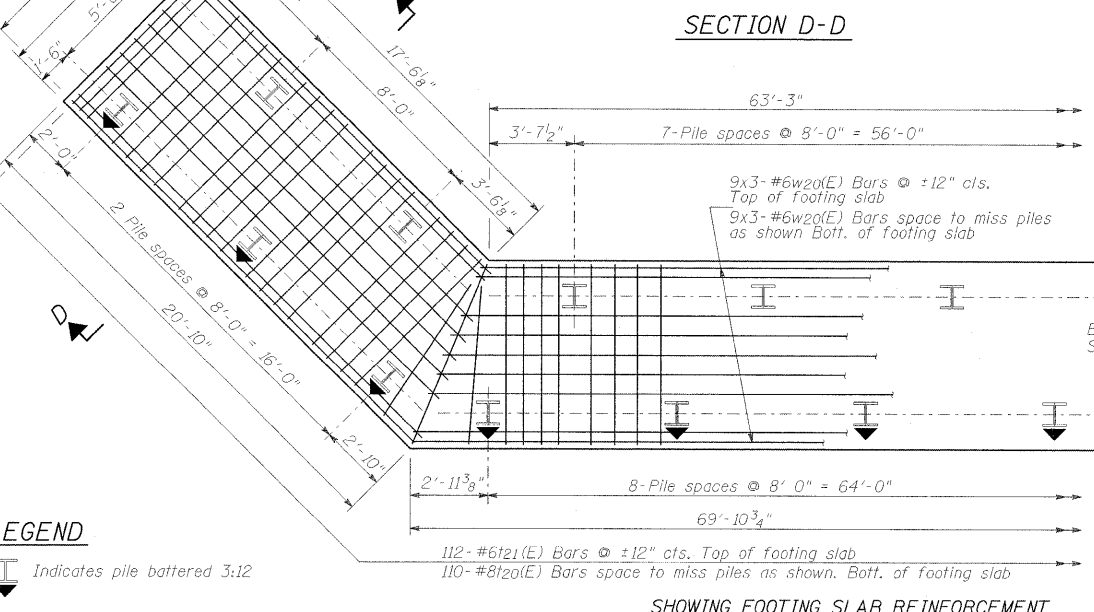 SECTION D-D
1'-6"
17'-6⅛"
8'-0"
3'-6⅛"
63'-3"
3'-7½"
7-Pile spaces @ 8'-0" = 56'-0"
9x3- #6w20(E) Bars @ ±12" cts.
Top of footing slab
9x3- #6w20(E) Bars space to miss piles
as shown Bott. of footing slab
2'-0"
2 Pile spaces @ 8'-0" = 16'-0"
20'-10"
D
2'-10"
2'-11⅜"
8-Pile spaces @ 8' 0" = 64'-0"
69'-10¾"
EGEND
Indicates pile battered 3:12
112- #6t21(E) Bars @ ±12" cts. Top of footing slab
110- #8t20(E) Bars space to miss piles as shown. Bott. of footing slab
SHOWING FOOTING SLAB REINFORCEMENT